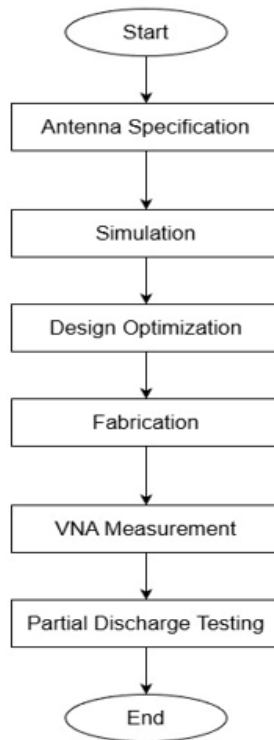 Start
Antenna Specification
Simulation
Design Optimization
Fabrication
VNA Measurement
Partial Discharge Testing
End